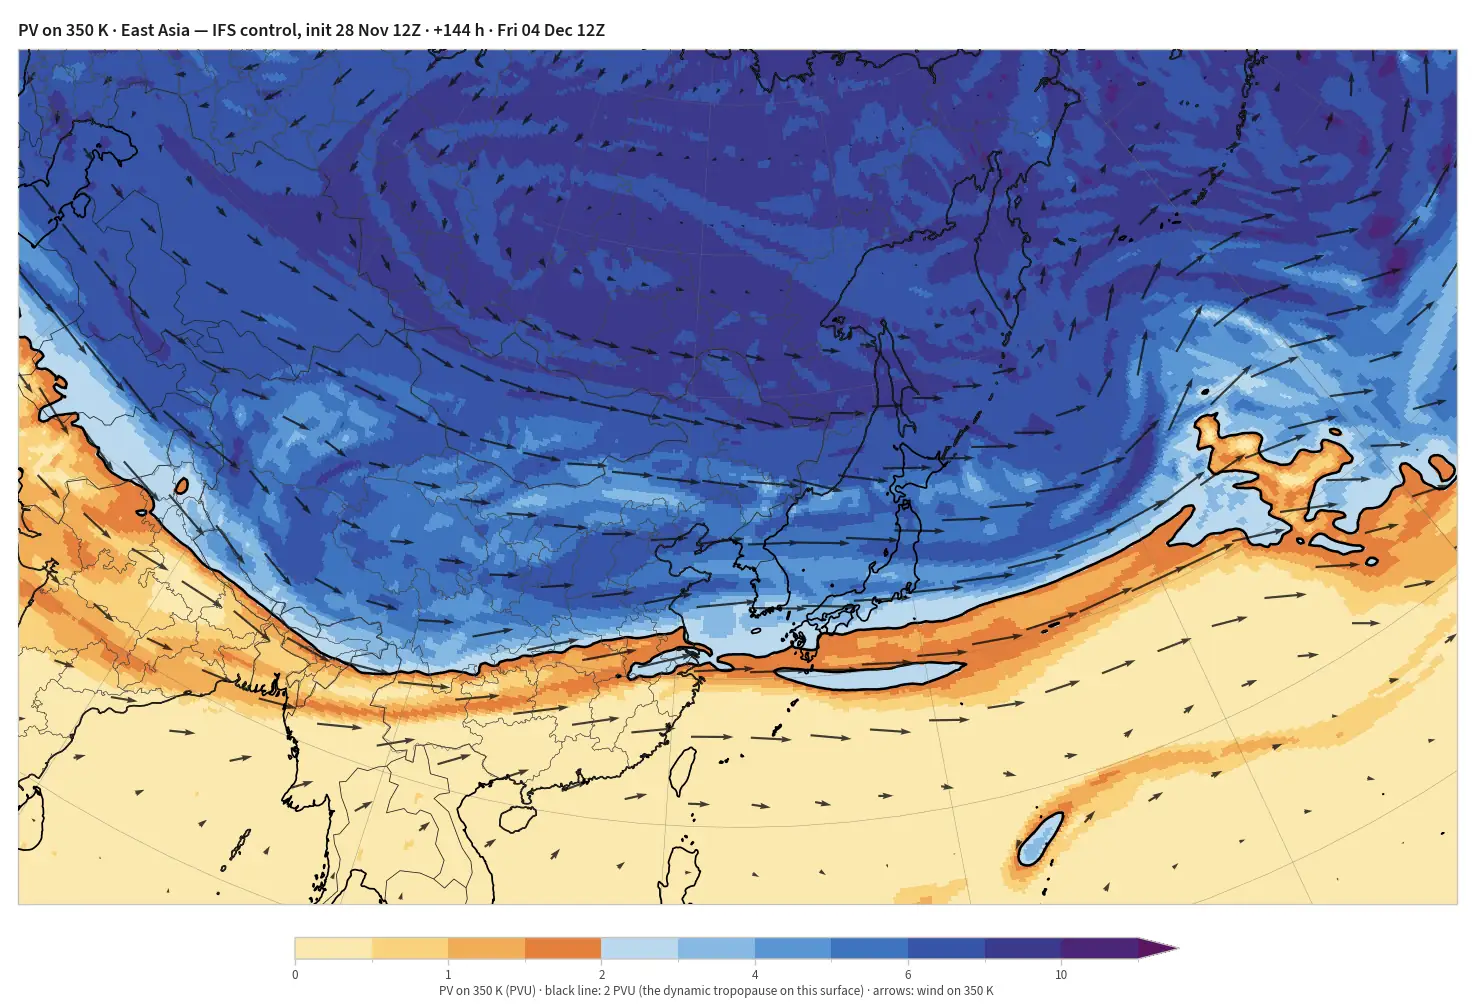 PV on 350 K · East Asia — IFS control, init 28 Nov 12Z · +144 h · Fri 04 Dec 12Z
0 1 2 4 6 10
PV on 350 K (PVU) · black line: 2 PVU (the dynamic tropopause on this surface) · arrows: wind on 350 K